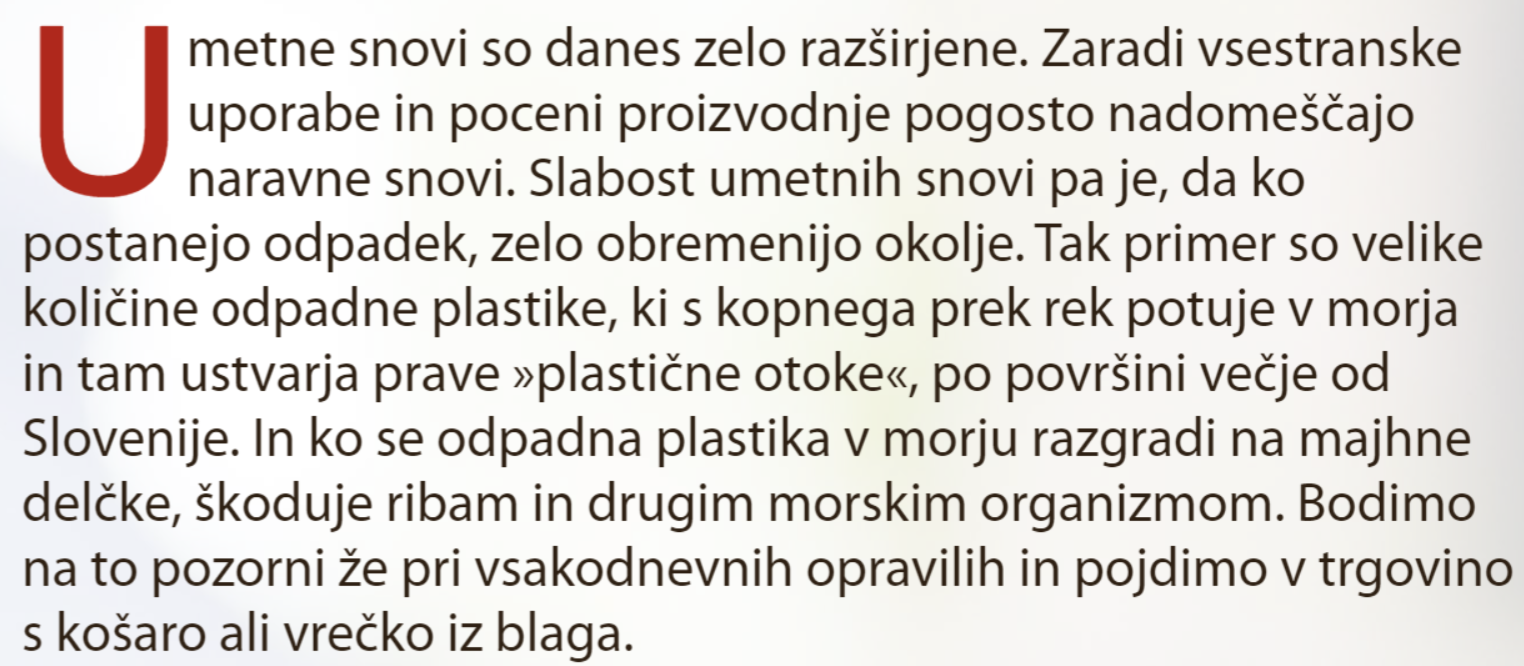 Umetne snovi so danes zelo razširjene. Zaradi vsestranske
uporabe in poceni proizvodnje pogosto nadomeščajo
naravne snovi. Slabost umetnih snovi pa je, da ko
postanejo odpadek, zelo obremenijo okolje. Tak primer so velike
količine odpadne plastike, ki s kopnega prek rek potuje v morja
in tam ustvarja prave »plastične otoke«, po površini večje od
Slovenije. In ko se odpadna plastika v morju razgradi na majhne
delčke, škoduje ribam in drugim morskim organizmom. Bodimo
na to pozorni že pri vsakodnevnih opravilih in pojdimo v trgovino
s košaro ali vrečko iz blaga.